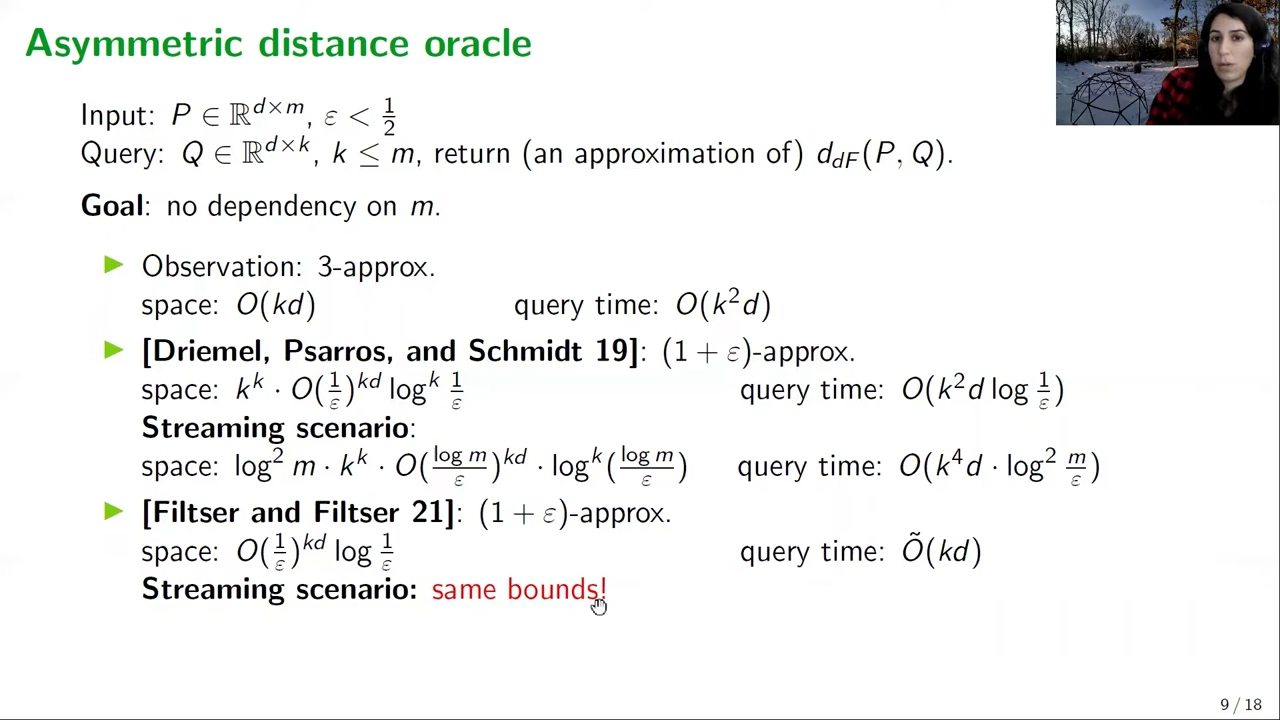 Asymmetric distance oracle
Input: P ∈ ℝ^{d×m}, ε < 1/2
Query: Q ∈ ℝ^{d×k}, k ≤ m, return (an approximation of) d_{dF}(P, Q).
Goal: no dependency on m.
▶ Observation: 3-approx.
space: O(kd) query time: O(k²d)
▶ [Driemel, Psarros, and Schmidt 19]: (1 + ε)-approx.
space: k^k · O(1/ε)^{kd} log^k 1/ε query time: O(k²d log 1/ε)
Streaming scenario:
space: log² m · k^k · O(log m/ε)^{kd} · log^k(log m/ε) query time: O(k⁴d · log² m/ε)
▶ [Filtser and Filtser 21]: (1 + ε)-approx.
space: O(1/ε)^{kd} log 1/ε query time: Õ(kd)
Streaming scenario: same bounds!
9 / 18